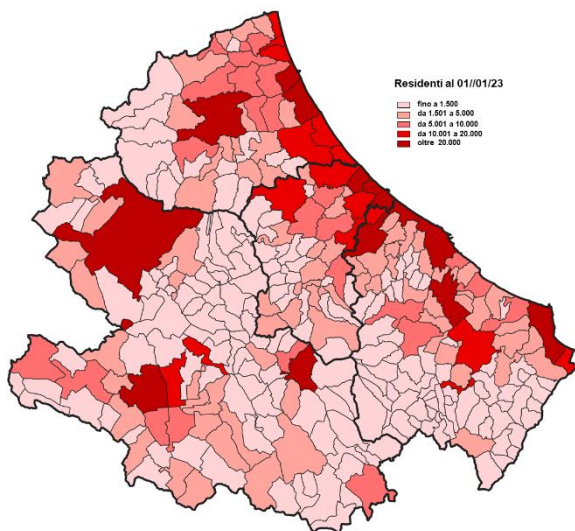 Residenti al 01//01/23
fino a 1.500
da 1.501 a 5.000
da 5.001 a 10.000
da 10.001 a 20.000
oltre 20.000